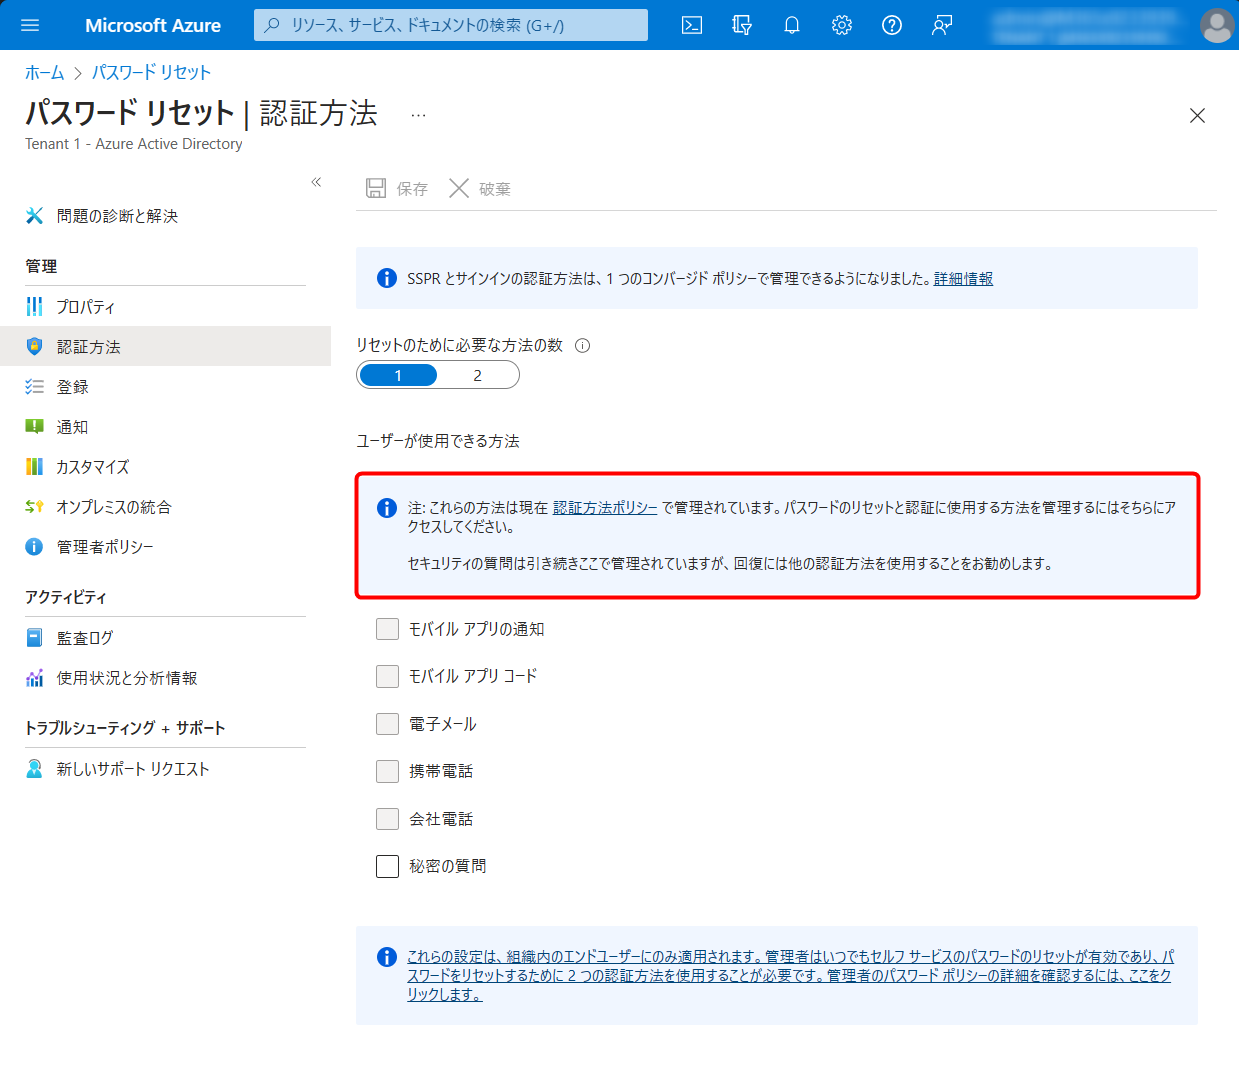 Microsoft Azure
リソース、サービス、ドキュメントの検索 (G+/)
ホーム > パスワード リセット
パスワード リセット | 認証方法 …
Tenant 1 - Azure Active Directory
«
保存 破棄
問題の診断と解決
管理
プロパティ
認証方法
登録
通知
カスタマイズ
オンプレミスの統合
管理者ポリシー
アクティビティ
監査ログ
使用状況と分析情報
トラブルシューティング + サポート
新しいサポート リクエスト
SSPR とサインインの認証方法は、1 つのコンバージド ポリシーで管理できるようになりました。詳細情報
リセットのために必要な方法の数
1 2
ユーザーが使用できる方法
注: これらの方法は現在 認証方法ポリシー で管理されています。パスワードのリセットと認証に使用する方法を管理するにはそちらにア
クセスしてください。
セキュリティの質問は引き続きここで管理されていますが、回復には他の認証方法を使用することをお勧めします。
モバイル アプリの通知
モバイル アプリ コード
電子メール
携帯電話
会社電話
秘密の質問
これらの設定は、組織内のエンドユーザーにのみ適用されます。管理者はいつでもセルフ サービスのパスワードのリセットが有効であり、パ
スワードをリセットするために 2 つの認証方法を使用することが必要です。管理者のパスワード ポリシーの詳細を確認するには、ここをク
リックします。